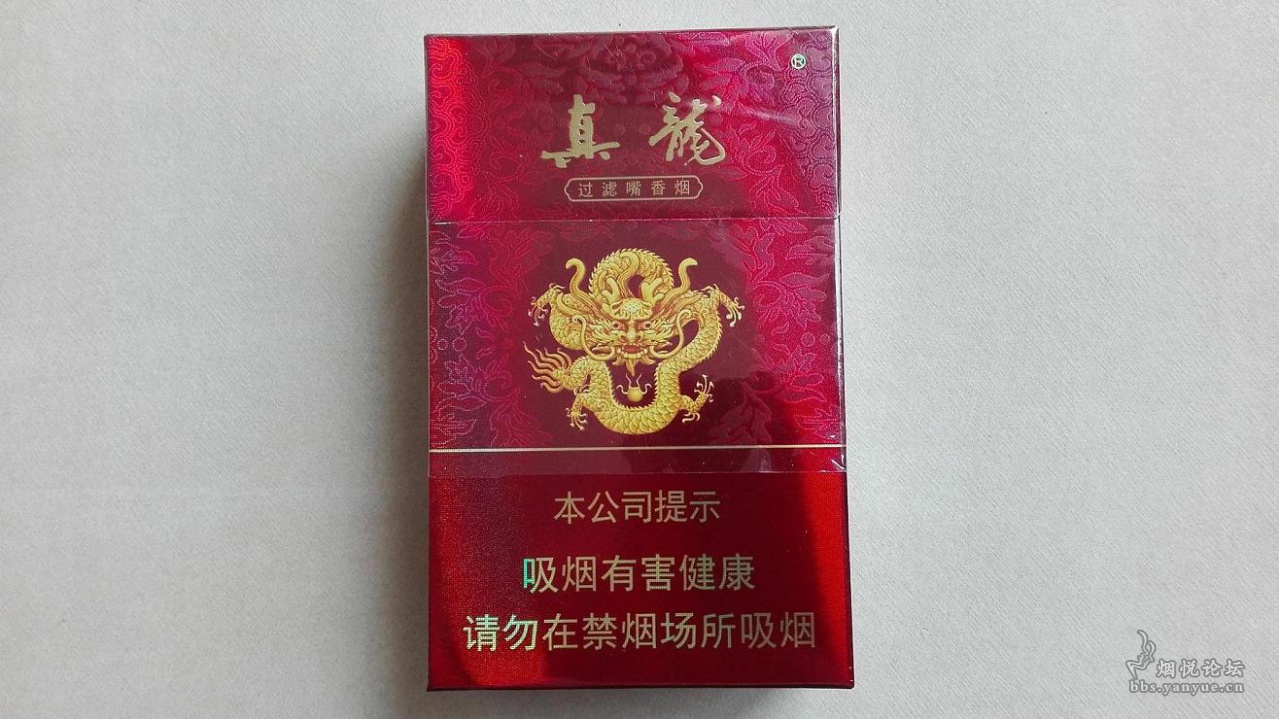 ®
真龍
过滤嘴香烟
本公司提示
吸烟有害健康
请勿在禁烟场所吸烟
烟悦论坛
bbs.yanyue.cn